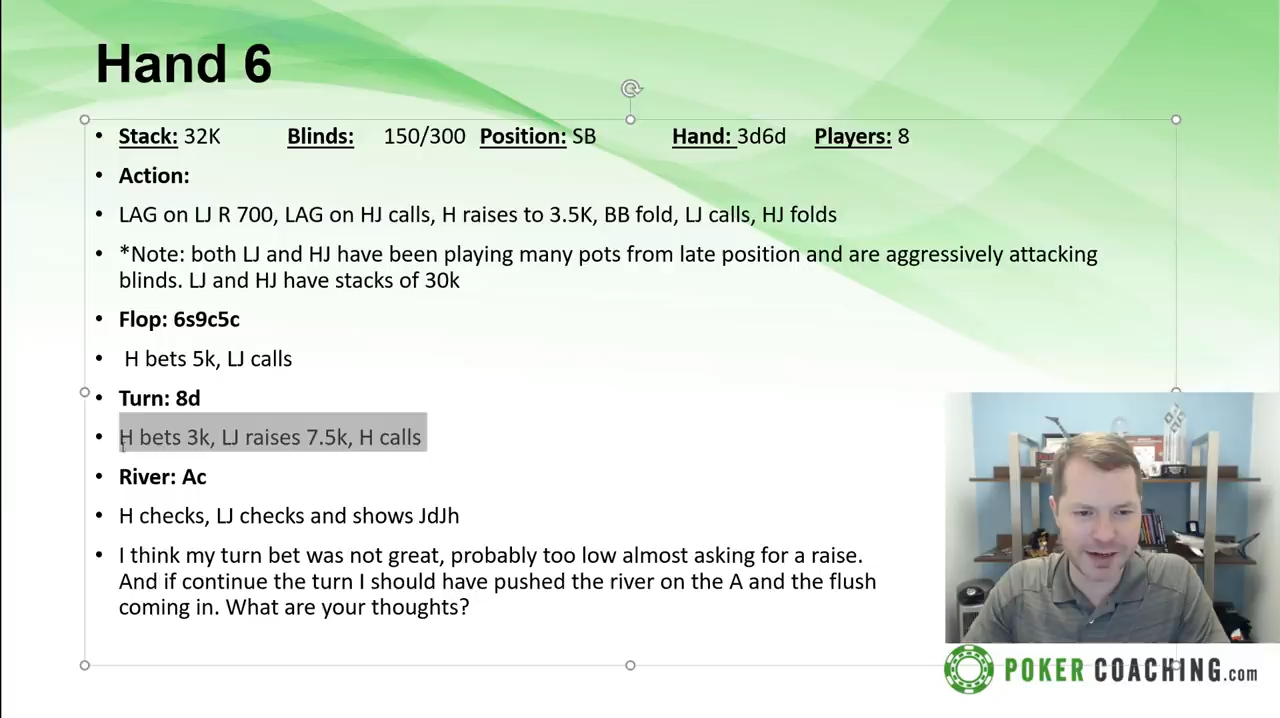 Hand 6
• Stack: 32K Blinds: 150/300 Position: SB Hand: 3d6d Players: 8
• Action:
• LAG on LJ R 700, LAG on HJ calls, H raises to 3.5K, BB fold, LJ calls, HJ folds
• *Note: both LJ and HJ have been playing many pots from late position and are aggressively attacking
blinds. LJ and HJ have stacks of 30k
• Flop: 6s9c5c
• H bets 5k, LJ calls
• Turn: 8d
• H bets 3k, LJ raises 7.5k, H calls
• River: Ac
• H checks, LJ checks and shows JdJh
• I think my turn bet was not great, probably too low almost asking for a raise.
And if continue the turn I should have pushed the river on the A and the flush
coming in. What are your thoughts?
POKER COACHING.com